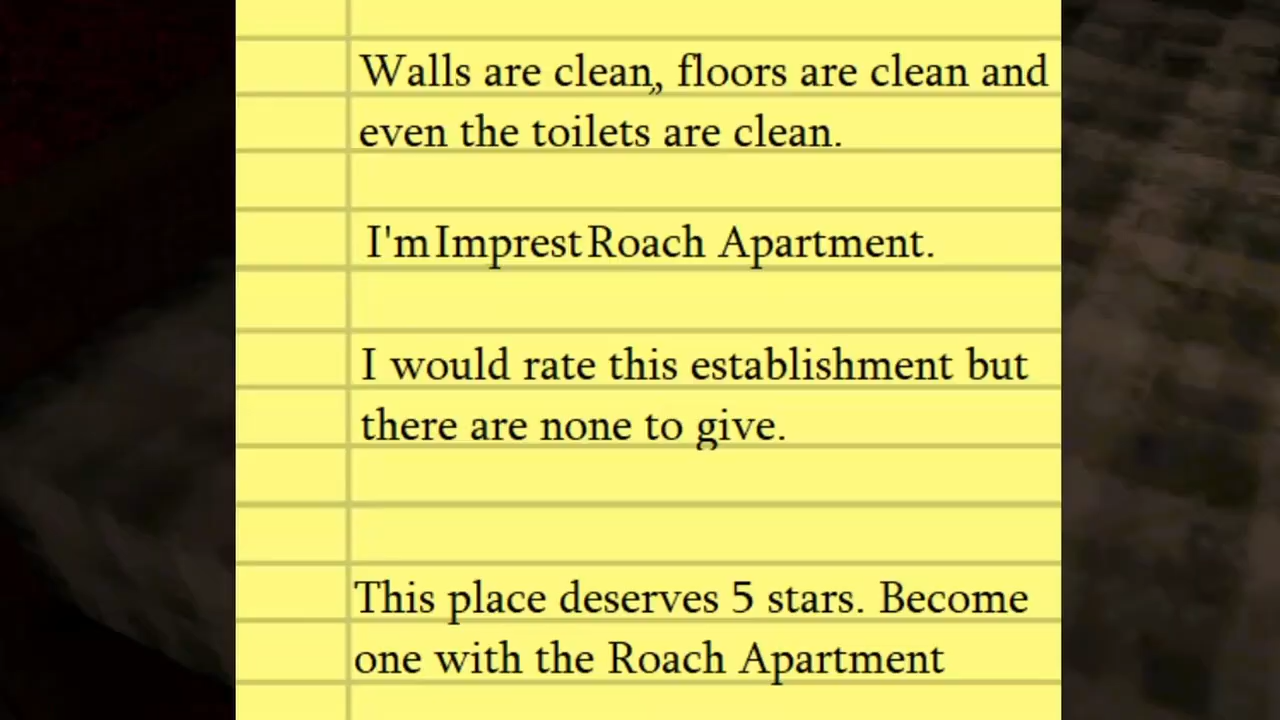 Walls are clean,, floors are clean and
even the toilets are clean.
I'm Imprest Roach Apartment.
I would rate this establishment but
there are none to give.
This place deserves 5 stars. Become
one with the Roach Apartment